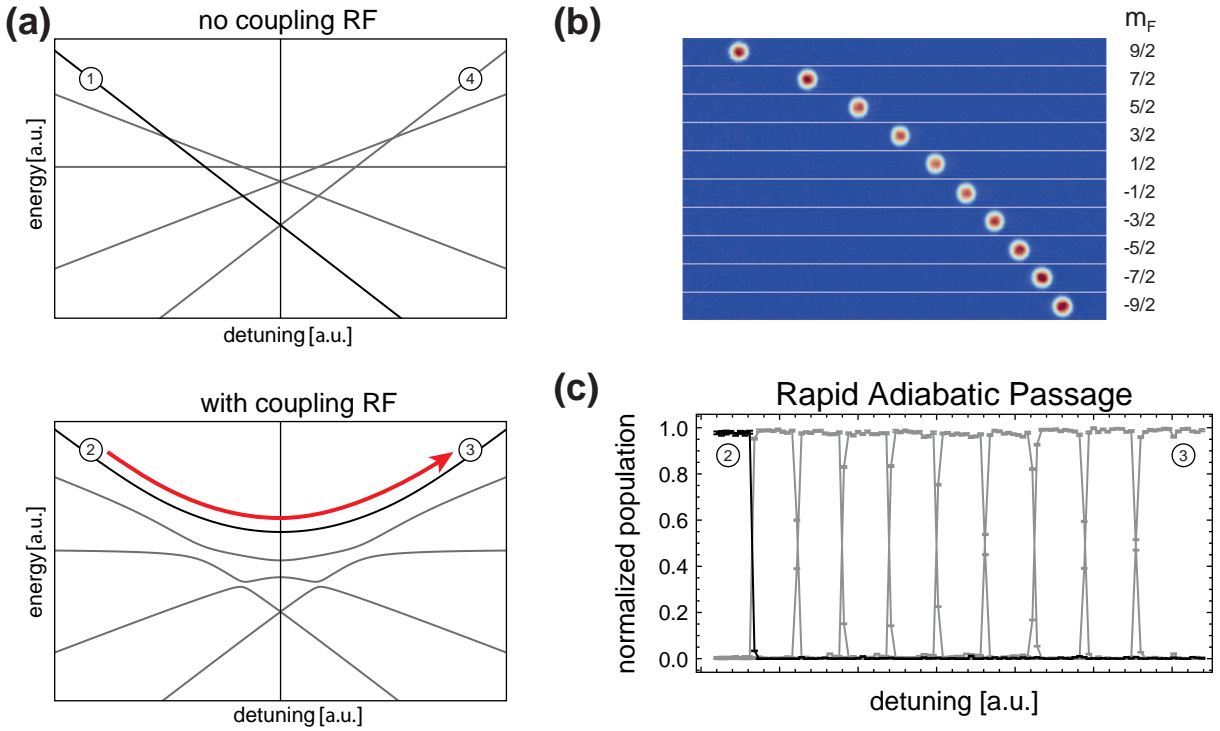 (a)
no coupling RF
1
4
energy [a.u.]
detuning [a.u.]
with coupling RF
2
3
energy [a.u.]
detuning [a.u.]
(b)
m_F
9/2
7/2
5/2
3/2
1/2
-1/2
-3/2
-5/2
-7/2
-9/2
(c)
Rapid Adiabatic Passage
normalized population
1.0
0.8
0.6
0.4
0.2
0.0
2
3
detuning [a.u.]